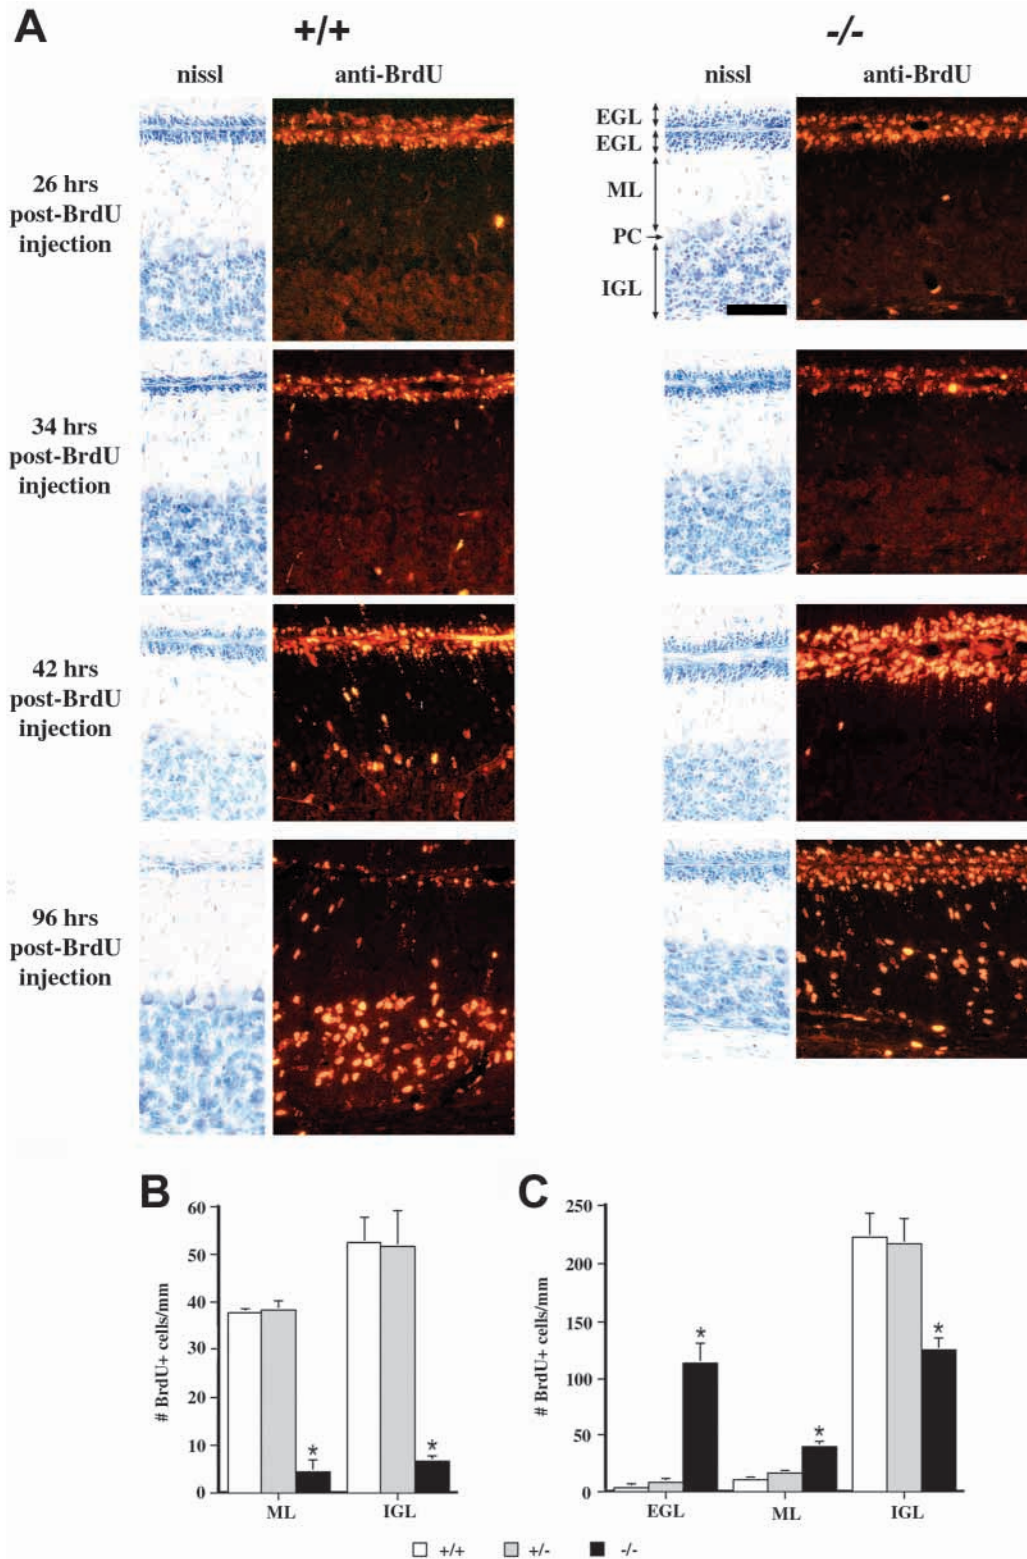 A
+/+
-/-
nissl
anti-BrdU
nissl
anti-BrdU
26 hrs
post-BrdU
injection
EGL
EGL
ML
PC
IGL
34 hrs
post-BrdU
injection
42 hrs
post-BrdU
injection
96 hrs
post-BrdU
injection
B
# BrdU+ cells/mm
60
50
40
30
20
10
0
*
*
ML
IGL
C
# BrdU+ cells/mm
250
200
150
100
50
0
*
*
*
EGL
ML
IGL
+/+
+/-
-/-